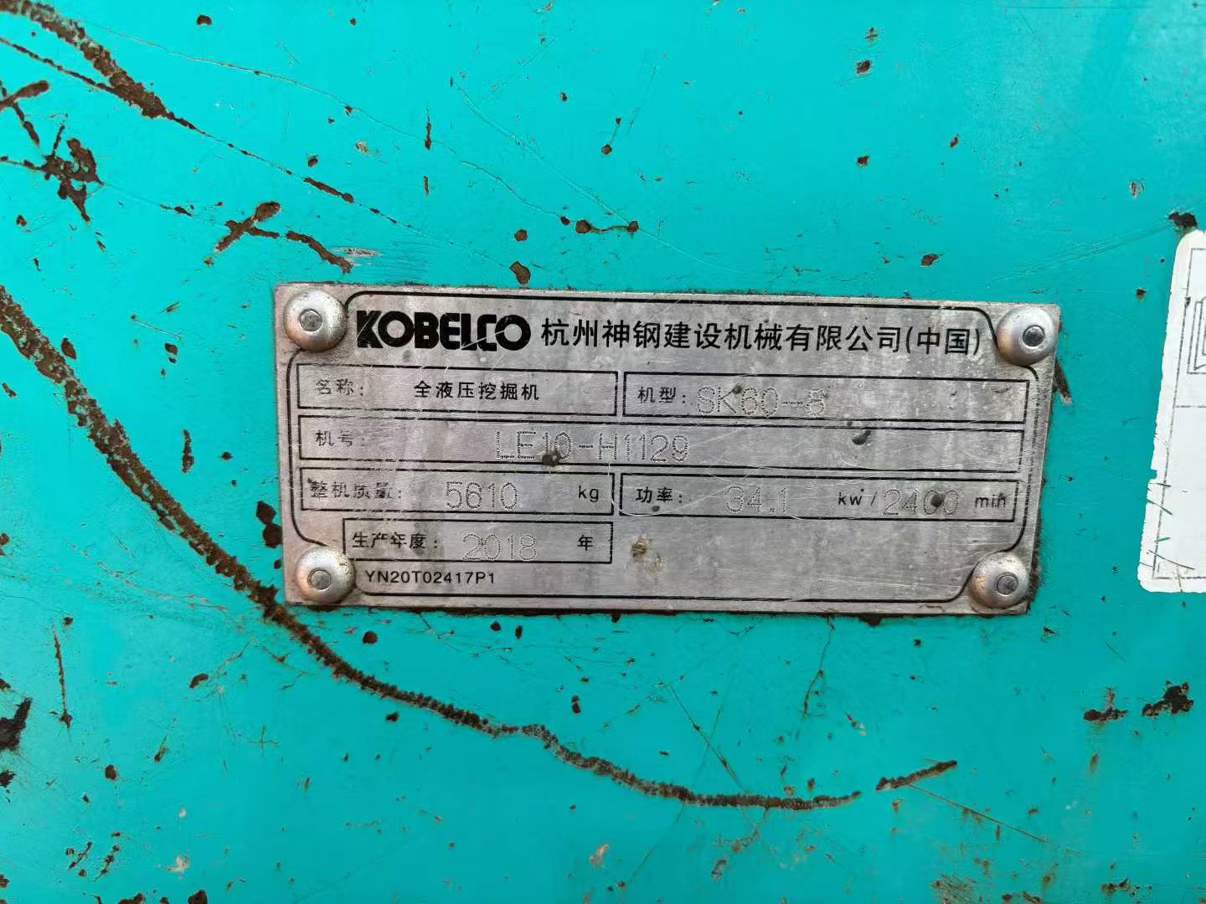 KOBELCO 杭州神钢建设机械有限公司(中国)
名称: 全液压挖掘机 机型: SK60-8
机号: LE10-H1129
整机质量: 5610 kg 功率: 34.1 kw/2400 min
生产年度: 2018 年
YN20T02417P1